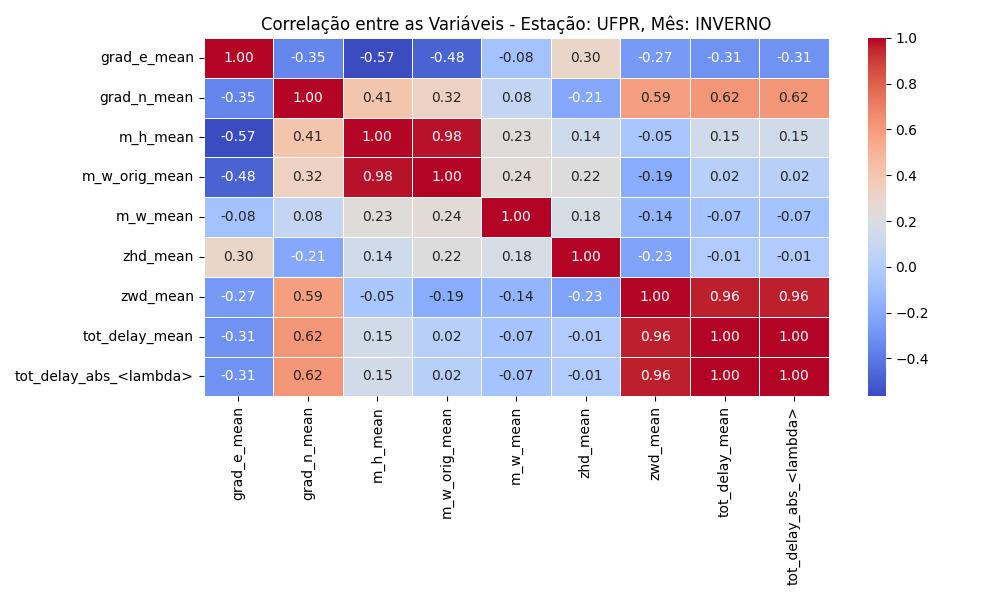 Correlação entre as Variáveis - Estação: UFPR, Mês: INVERNO
grad_e_mean 1.00 -0.35 -0.57 -0.48 -0.08 0.30 -0.27 -0.31 -0.31
grad_n_mean -0.35 1.00 0.41 0.32 0.08 -0.21 0.59 0.62 0.62
m_h_mean -0.57 0.41 1.00 0.98 0.23 0.14 -0.05 0.15 0.15
m_w_orig_mean -0.48 0.32 0.98 1.00 0.24 0.22 -0.19 0.02 0.02
m_w_mean -0.08 0.08 0.23 0.24 1.00 0.18 -0.14 -0.07 -0.07
zhd_mean 0.30 -0.21 0.14 0.22 0.18 1.00 -0.23 -0.01 -0.01
zwd_mean -0.27 0.59 -0.05 -0.19 -0.14 -0.23 1.00 0.96 0.96
tot_delay_mean -0.31 0.62 0.15 0.02 -0.07 -0.01 0.96 1.00 1.00
tot_delay_abs_<lambda> -0.31 0.62 0.15 0.02 -0.07 -0.01 0.96 1.00 1.00
grad_e_mean
grad_n_mean
m_h_mean
m_w_orig_mean
m_w_mean
zhd_mean
zwd_mean
tot_delay_mean
tot_delay_abs_<lambda>
1.0
0.8
0.6
0.4
0.2
0.0
−0.2
−0.4